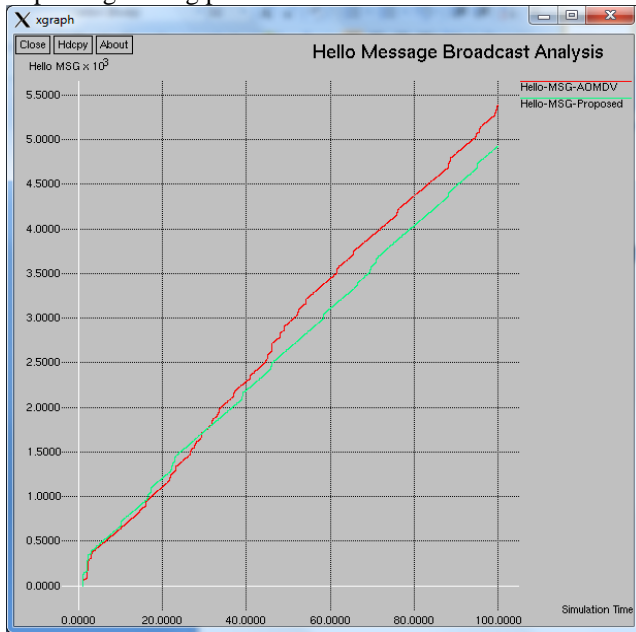 xgraph
Close Hdcpy About
Hello Message Broadcast Analysis
Hello MSG x 10³
Hello-MSG-AOMDV
Hello-MSG-Proposed
5.5000
5.0000
4.5000
4.0000
3.5000
3.0000
2.5000
2.0000
1.5000
1.0000
0.5000
0.0000
Simulation Time
0.0000 20.0000 40.0000 60.0000 80.0000 100.0000